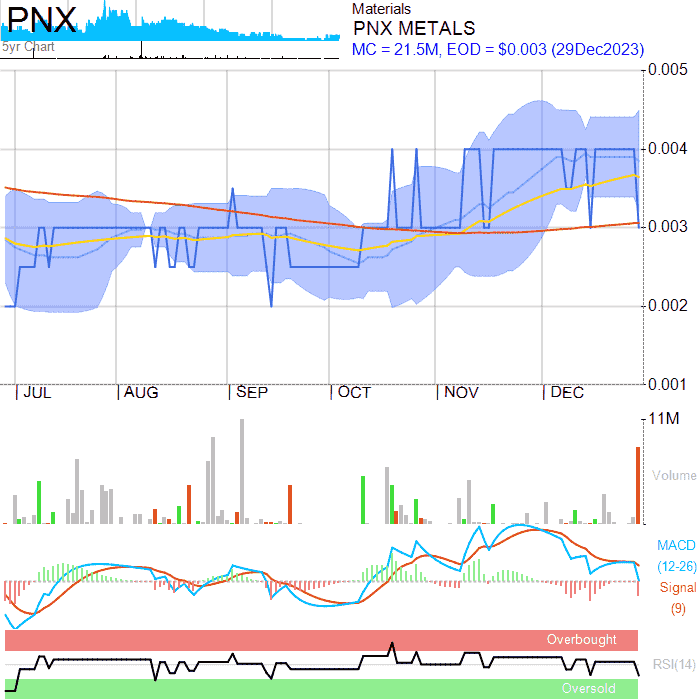 PNX
5yr Chart
Materials
PNX METALS
MC = 21.5M, EOD = $0.003 (29Dec2023)
0.005
0.004
0.003
0.002
0.001
JUL AUG SEP OCT NOV DEC
11M
Volume
MACD
(12-26)
Signal
(9)
Overbought
RSI(14)
Oversold